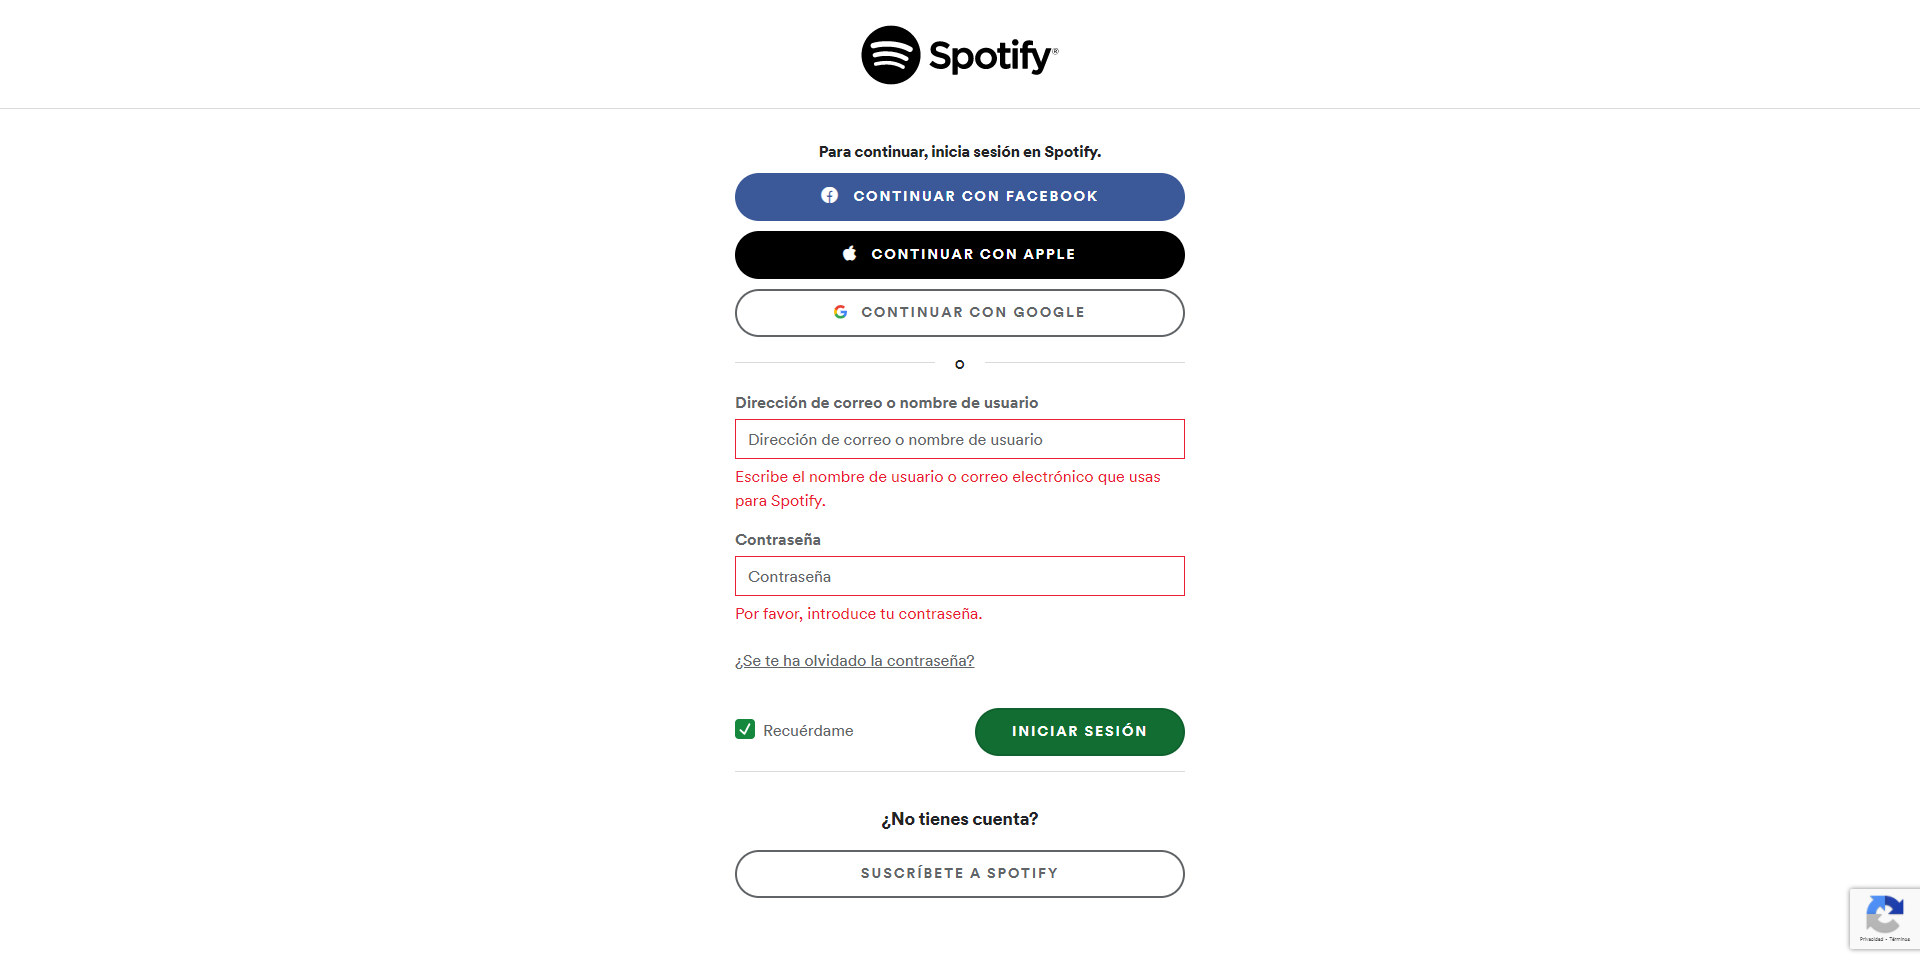 Spotify®
Para continuar, inicia sesión en Spotify.
CONTINUAR CON FACEBOOK
CONTINUAR CON APPLE
CONTINUAR CON GOOGLE
o
Dirección de correo o nombre de usuario
Dirección de correo o nombre de usuario
Escribe el nombre de usuario o correo electrónico que usas
para Spotify.
Contraseña
Contraseña
Por favor, introduce tu contraseña.
¿Se te ha olvidado la contraseña?
Recuérdame
INICIAR SESIÓN
¿No tienes cuenta?
SUSCRÍBETE A SPOTIFY
Privacidad - Términos